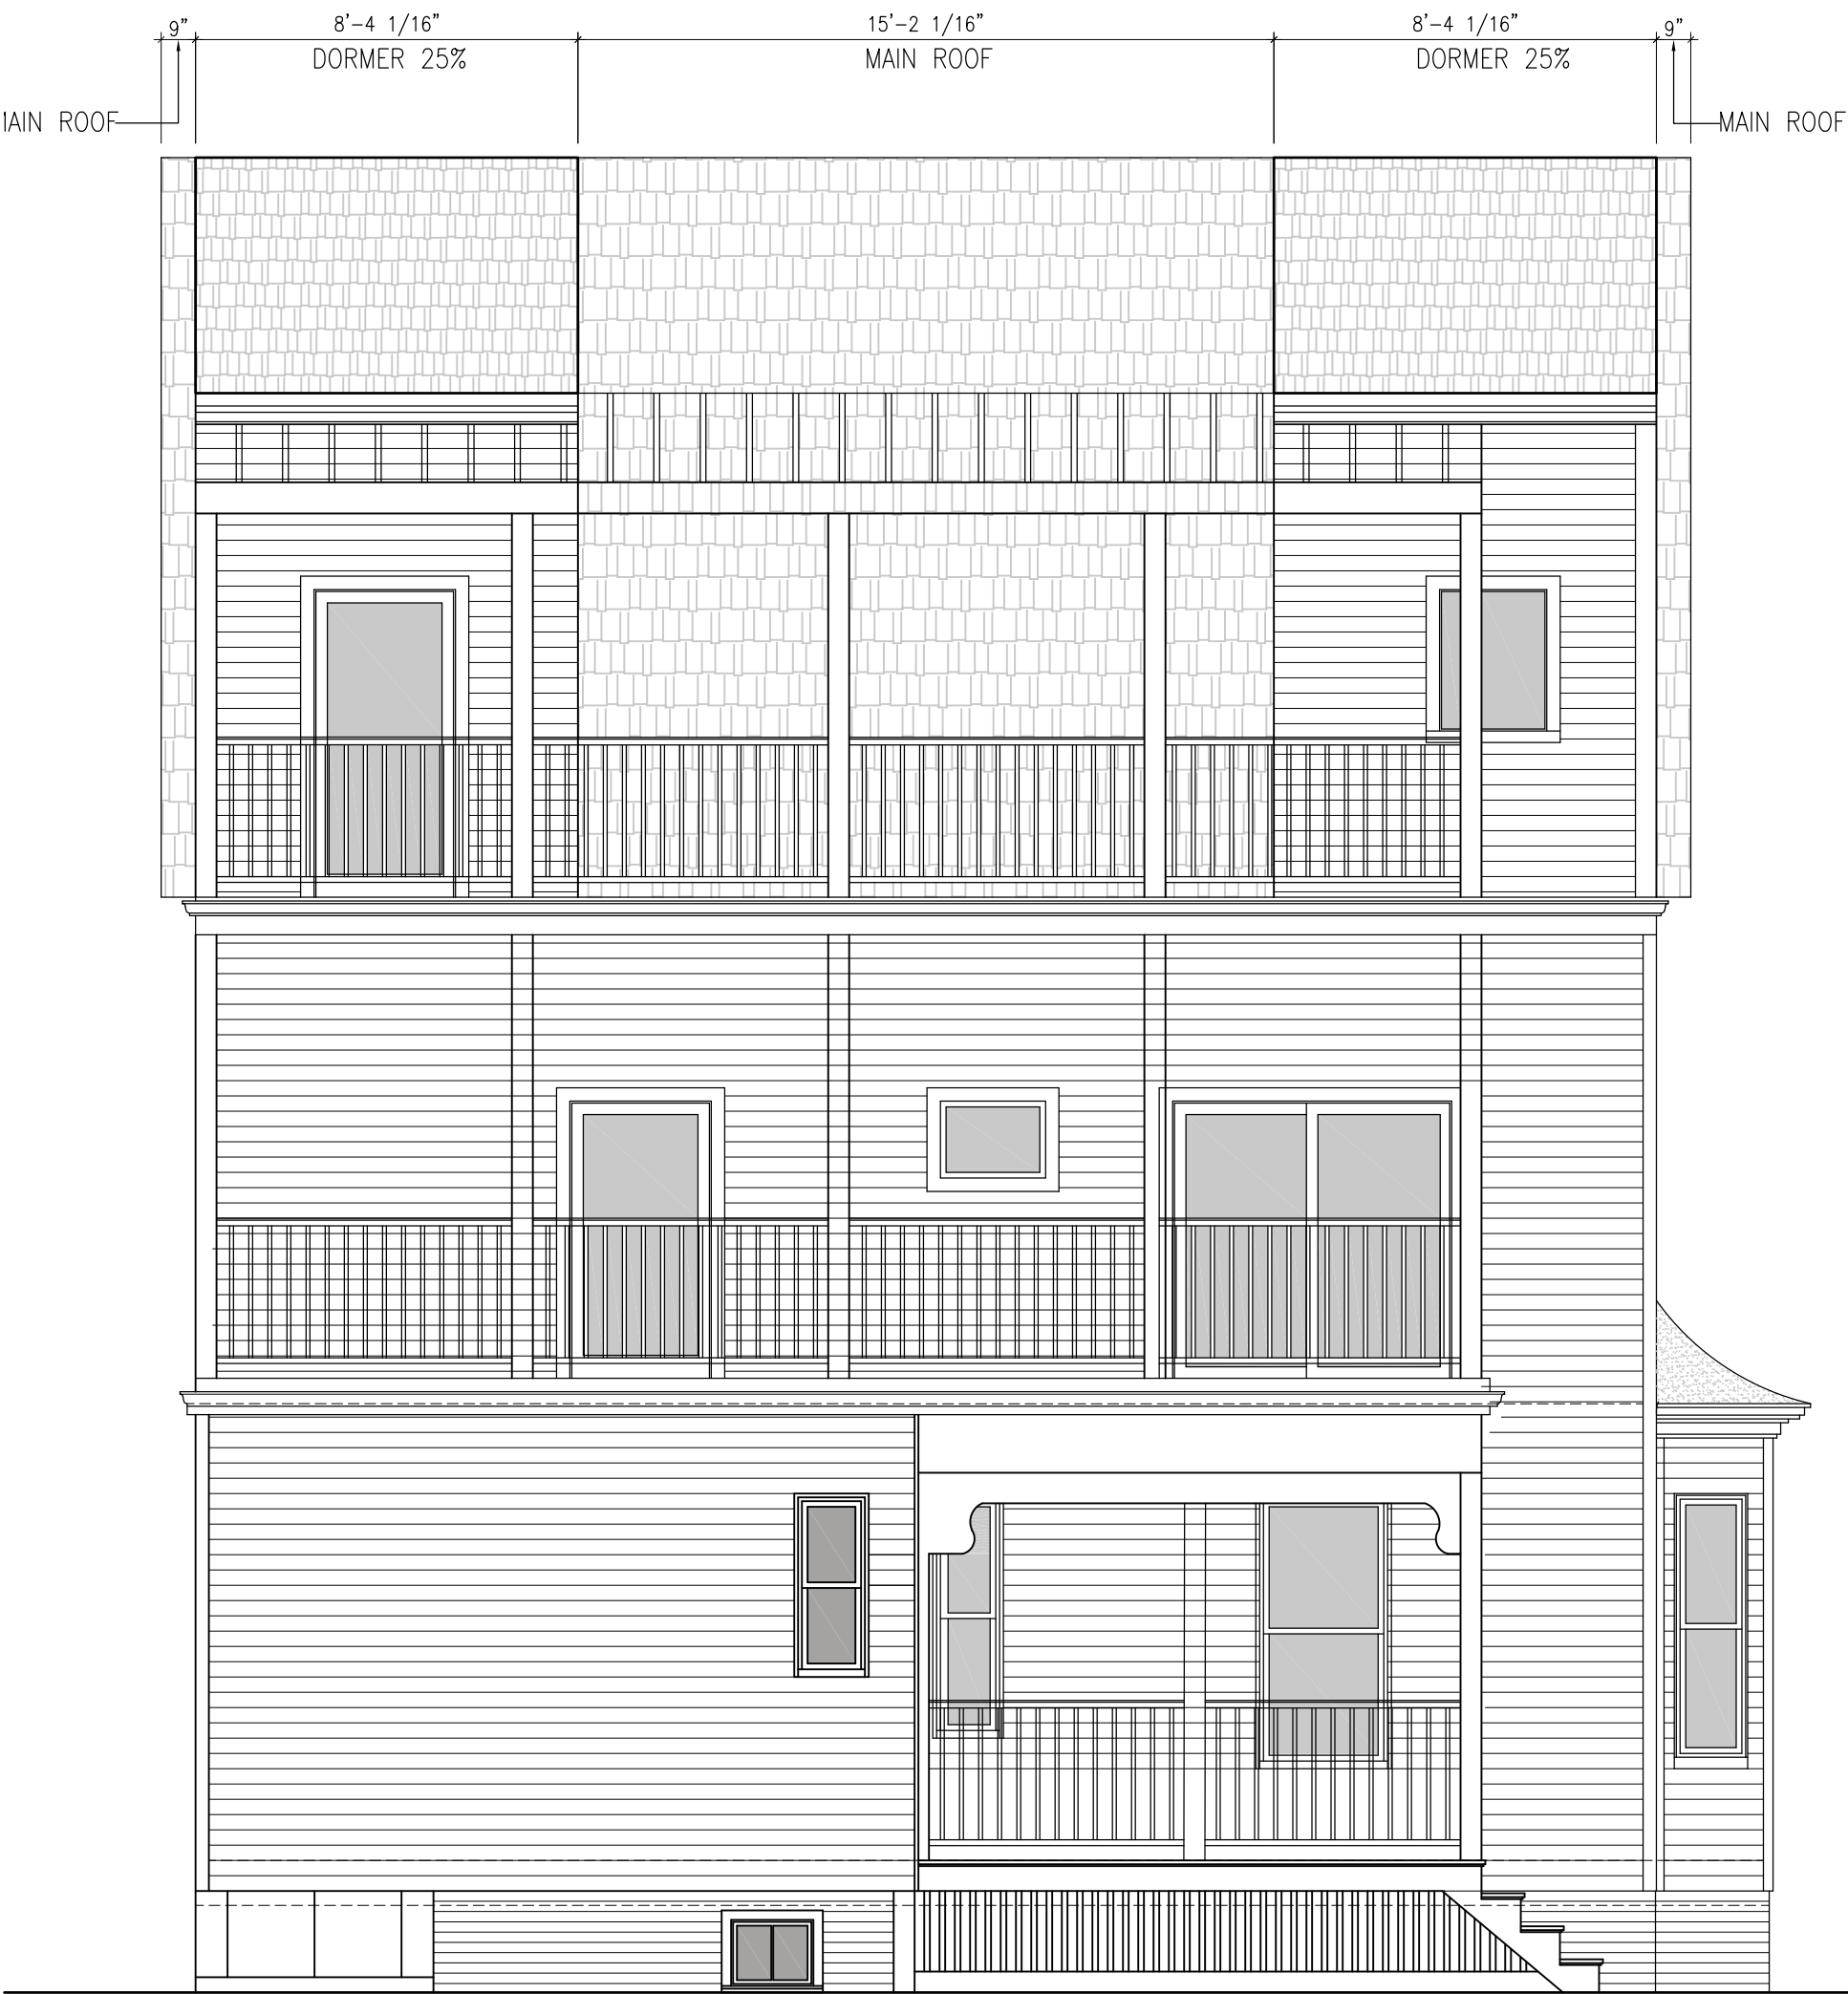 9" 8'-4 1/16" 15'-2 1/16" 8'-4 1/16" 9"
DORMER 25% MAIN ROOF DORMER 25%
MAIN ROOF MAIN ROOF